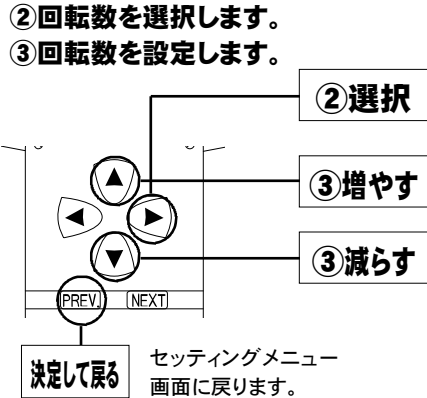 ②回転数を選択します。
③回転数を設定します。
②選択
③増やす
③減らす
PREV.
NEXT
決定して戻る
セッティングメニュー
画面に戻ります。